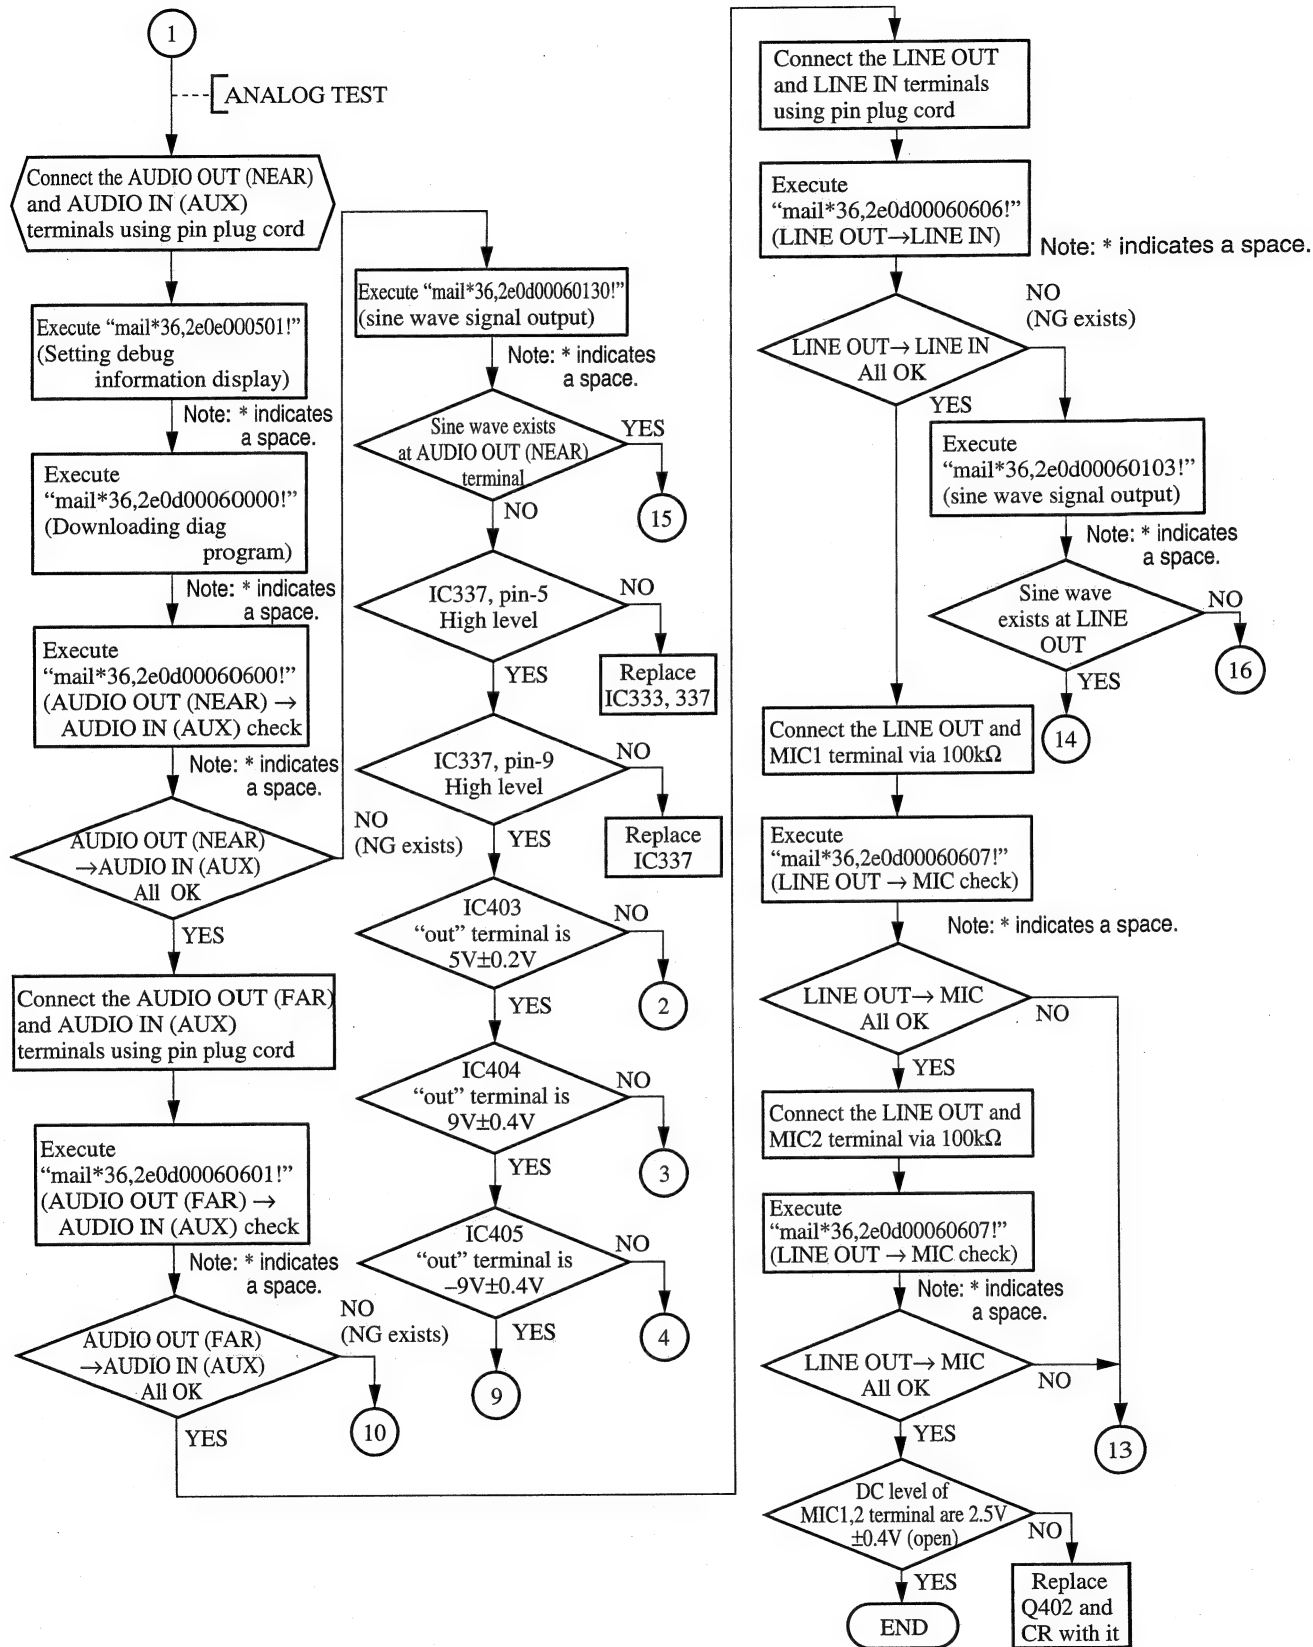 1
ANALOG TEST
Connect the AUDIO OUT (NEAR)
and AUDIO IN (AUX)
terminals using pin plug cord
Execute “mail*36,2e0e000501!”
(Setting debug
information display)
Note: * indicates
a space.
Execute
“mail*36,2e0d00060000!”
(Downloading diag
program)
Note: * indicates
a space.
Execute
“mail*36,2e0d00060600!”
(AUDIO OUT (NEAR) →
AUDIO IN (AUX) check
Note: * indicates
a space.
AUDIO OUT (NEAR)
→AUDIO IN (AUX)
All OK
NO
(NG exists)
YES
Connect the AUDIO OUT (FAR)
and AUDIO IN (AUX)
terminals using pin plug cord
Execute
“mail*36,2e0d00060601!”
(AUDIO OUT (FAR) →
AUDIO IN (AUX) check
Note: * indicates
a space.
AUDIO OUT (FAR)
→AUDIO IN (AUX)
All OK
NO
(NG exists)
10
YES
Execute “mail*36,2e0d00060130!”
(sine wave signal output)
Note: * indicates
a space.
Sine wave exists
at AUDIO OUT (NEAR)
terminal
YES
15
NO
IC337, pin-5
High level
NO
Replace
IC333, 337
YES
IC337, pin-9
High level
NO
Replace
IC337
YES
IC403
“out” terminal is
5V±0.2V
NO
2
YES
IC404
“out” terminal is
9V±0.4V
NO
3
YES
IC405
“out” terminal is
–9V±0.4V
NO
4
YES
9
Connect the LINE OUT
and LINE IN terminals
using pin plug cord
Execute
“mail*36,2e0d00060606!”
(LINE OUT→LINE IN)
Note: * indicates a space.
LINE OUT→ LINE IN
All OK
NO
(NG exists)
YES
Execute
“mail*36,2e0d00060103!”
(sine wave signal output)
Note: * indicates
a space.
Sine wave
exists at LINE
OUT
NO
16
YES
14
Connect the LINE OUT and
MIC1 terminal via 100kΩ
Execute
“mail*36,2e0d00060607!”
(LINE OUT → MIC check)
Note: * indicates a space.
LINE OUT→ MIC
All OK
NO
YES
Connect the LINE OUT and
MIC2 terminal via 100kΩ
Execute
“mail*36,2e0d00060607!”
(LINE OUT → MIC check)
Note: * indicates
a space.
LINE OUT→ MIC
All OK
NO
13
YES
DC level of
MIC1,2 terminal are 2.5V
±0.4V (open)
NO
Replace
Q402 and
CR with it
YES
END